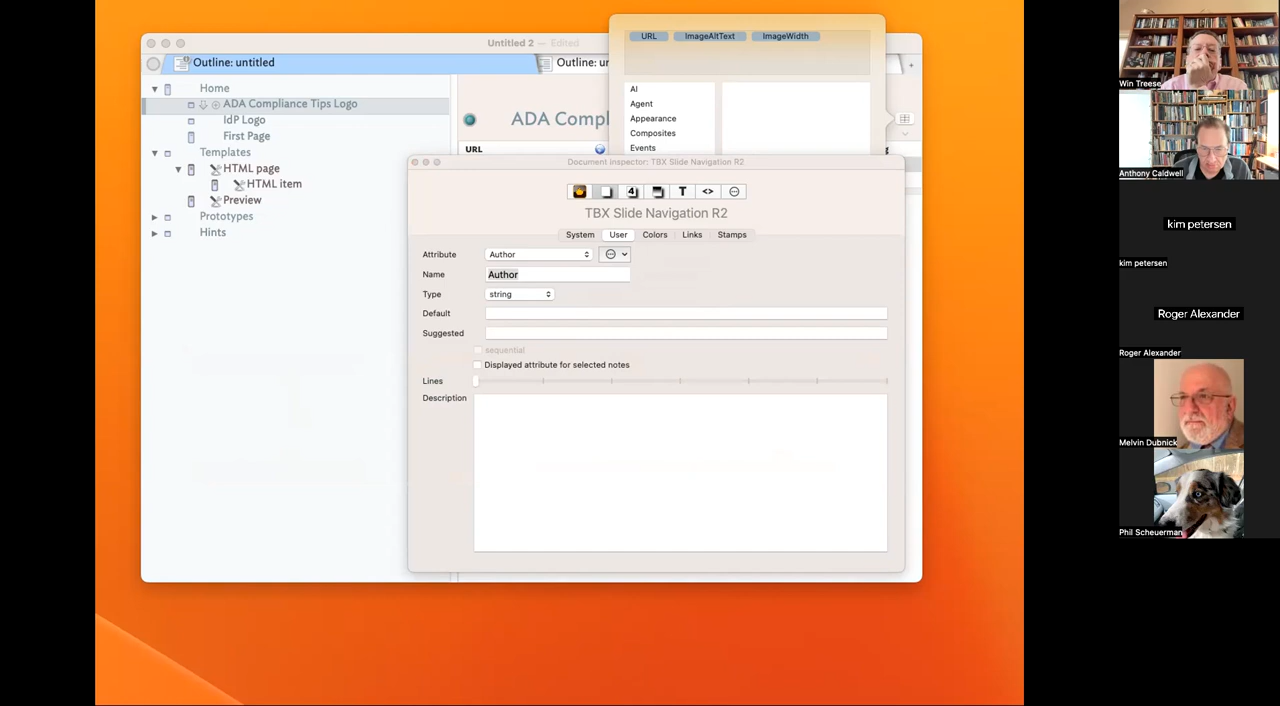 Untitled 2 — Edited
Outline: untitled
Outline: un
Home
ADA Compliance Tips Logo
IdP Logo
First Page
Templates
HTML page
HTML item
Preview
Prototypes
Hints
ADA Compl
URL
URL ImageAltText ImageWidth
AI
Agent
Appearance
Composites
Events
Document inspector: TBX Slide Navigation R2
4 T <>
TBX Slide Navigation R2
System User Colors Links Stamps
Attribute Author
Name Author
Type string
Default
Suggested
sequential
Displayed attribute for selected notes
Lines
Description
Win Treese
Anthony Caldwell
kim petersen
kim petersen
Roger Alexander
Roger Alexander
Melvin Dubnick
Phil Scheuerman